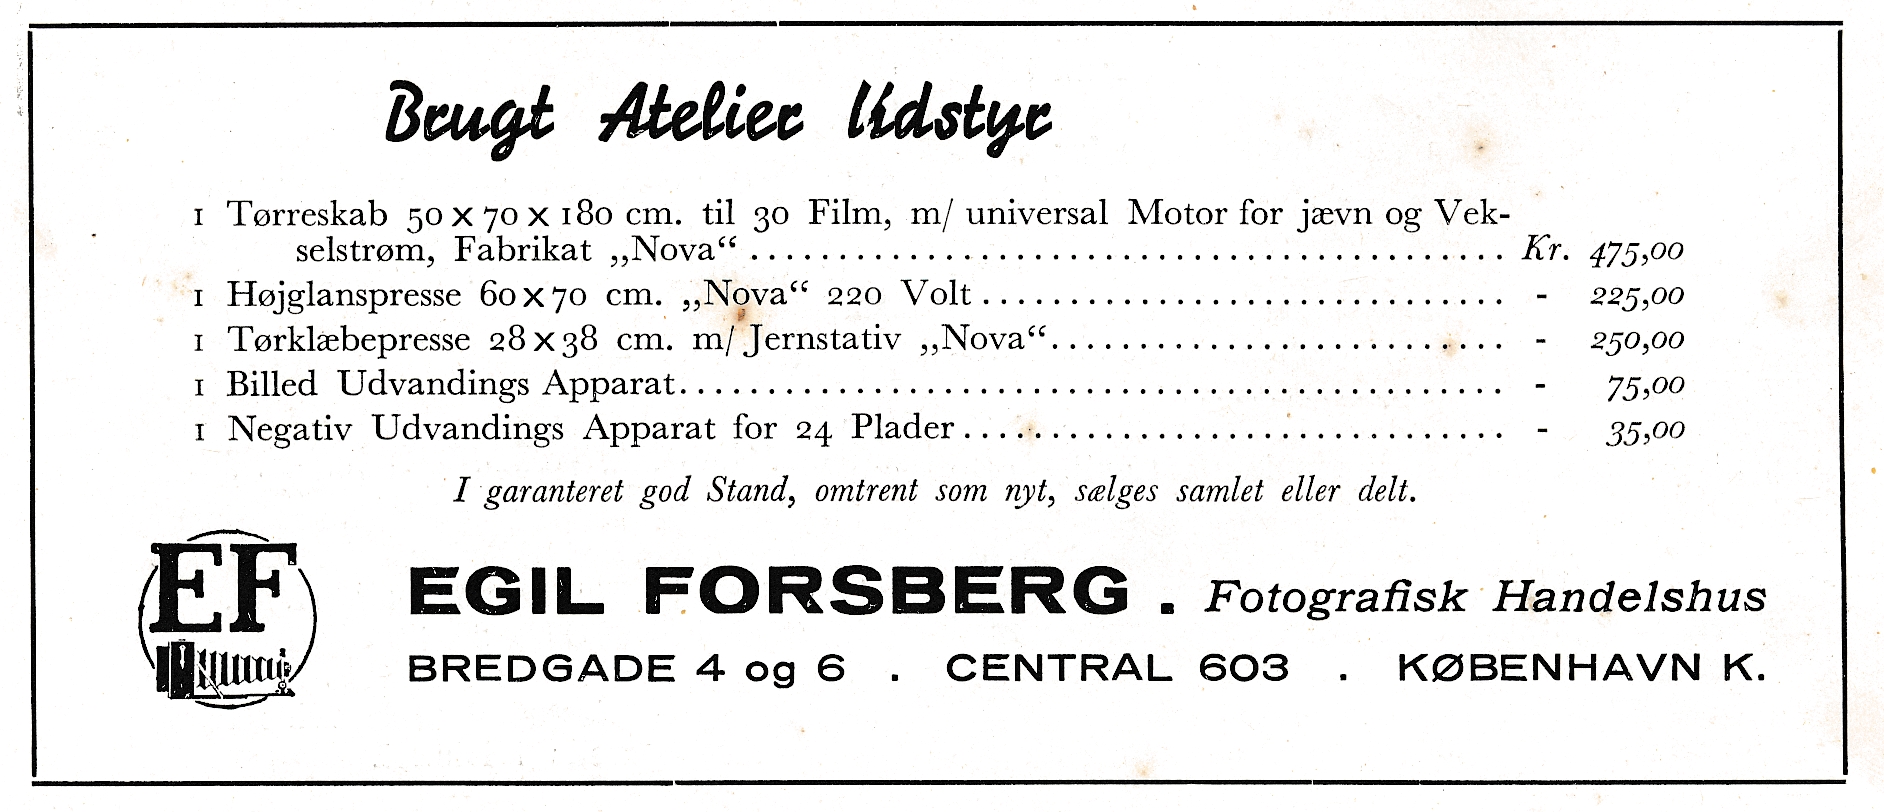 Brugt Atelier Udstyr
1 Tørreskab 50 x 70 x 180 cm. til 30 Film, m/ universal Motor for jævn og Vek-
selstrøm, Fabrikat „Nova“ ............................................ Kr. 475,00
1 Højglanspresse 60 x 70 cm. „Nova“ 220 Volt ............................... - 225,00
1 Tørklæbepresse 28 x 38 cm. m/ Jernstativ „Nova“.......................... - 250,00
1 Billed Udvandings Apparat................................................ - 75,00
1 Negativ Udvandings Apparat for 24 Plader ................................ - 35,00
I garanteret god Stand, omtrent som nyt, sælges samlet eller delt.
EF
EGIL FORSBERG . Fotografisk Handelshus
BREDGADE 4 og 6 . CENTRAL 603 . KØBENHAVN K.